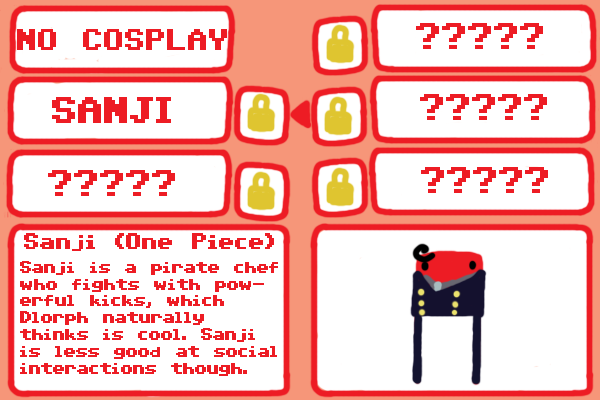 NO COSPLAY
?????
SANJI
?????
?????
?????
Sanji (One Piece)
Sanji is a pirate chef
who fights with pow-
erful kicks, which
Dlorph naturally
thinks is cool. Sanji
is less good at social
interactions though.